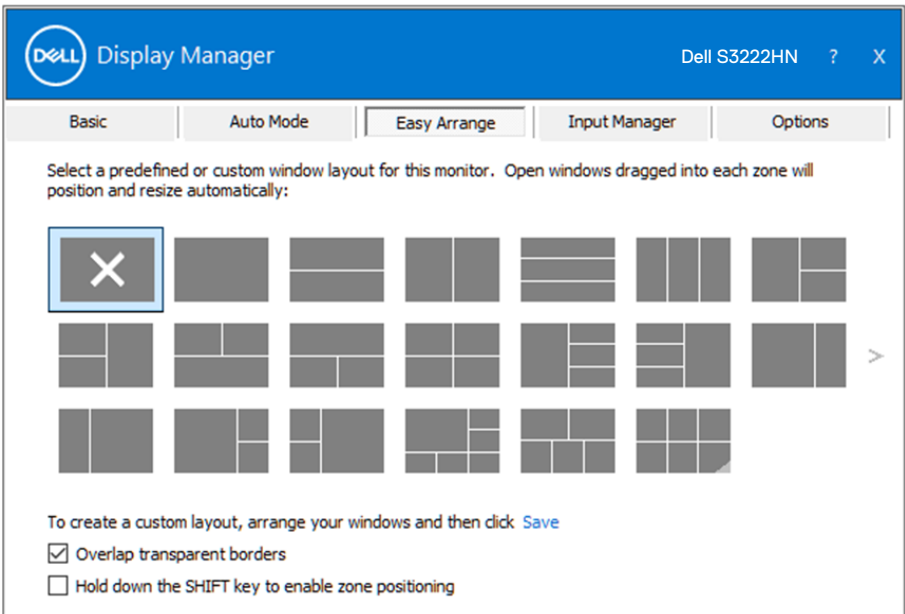 DELL Display Manager Dell S3222HN ? X
Basic Auto Mode Easy Arrange Input Manager Options
Select a predefined or custom window layout for this monitor. Open windows dragged into each zone will
position and resize automatically:
>
To create a custom layout, arrange your windows and then click Save
Overlap transparent borders
Hold down the SHIFT key to enable zone positioning